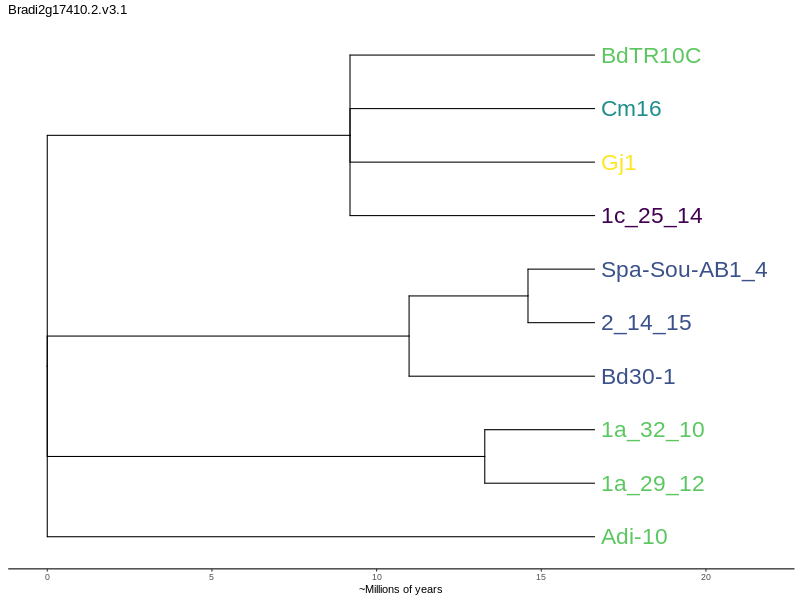 Bradi2g17410.2.v3.1
BdTR10C
Cm16
Gj1
1c_25_14
Spa-Sou-AB1_4
2_14_15
Bd30-1
1a_32_10
1a_29_12
Adi-10
0 5 10 15 20
~Millions of years